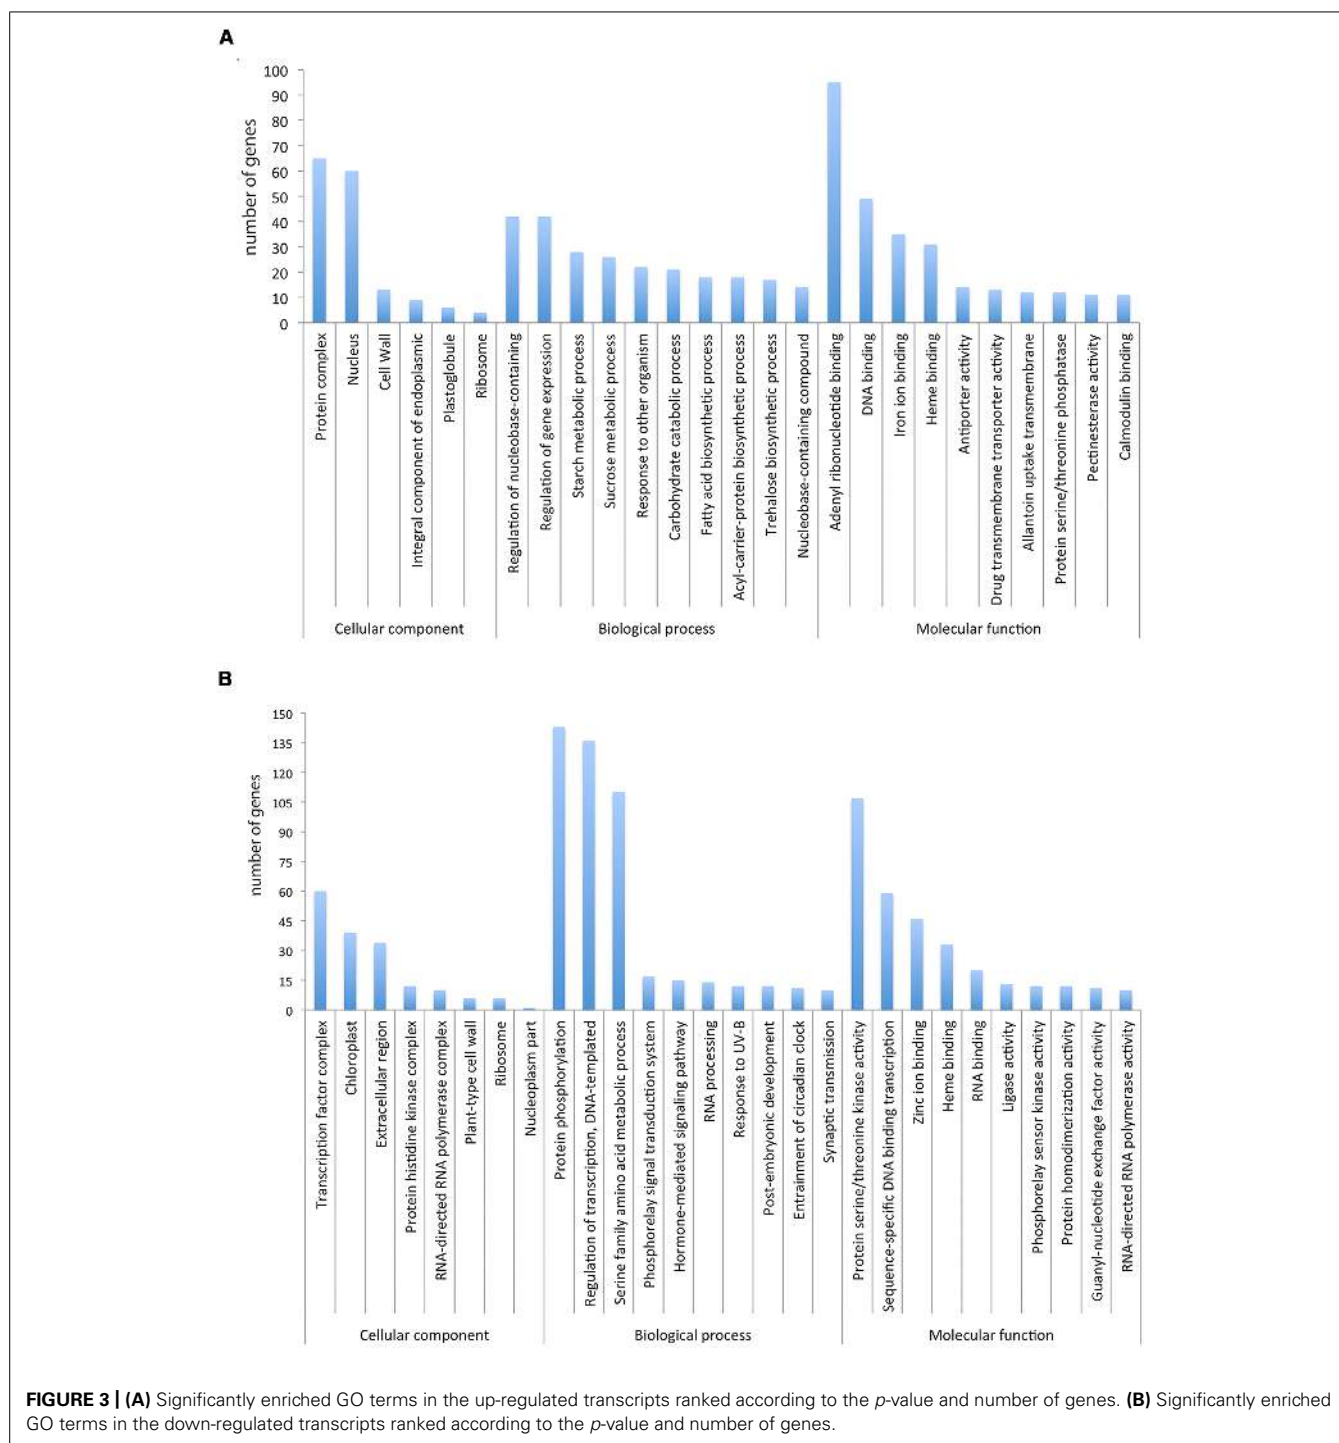 A
number of genes
100
90
80
70
60
50
40
30
20
10
0
Protein complex
Nucleus
Cell Wall
Integral component of endoplasmic
Plastoglobule
Ribosome
Regulation of nucleobase-containing
Regulation of gene expression
Starch metabolic process
Sucrose metabolic process
Response to other organism
Carbohydrate catabolic process
Fatty acid biosynthetic process
Acyl-carrier-protein biosynthetic process
Trehalose biosynthetic process
Nucleobase-containing compound
Adenyl ribonucleotide binding
DNA binding
Iron ion binding
Heme binding
Antiporter activity
Drug transmembrane transporter activity
Allantoin uptake transmembrane
Protein serine/threonine phosphatase
Pectinesterase activity
Calmodulin binding
Cellular component
Biological process
Molecular function
B
number of genes
150
135
120
105
90
75
60
45
30
15
0
Transcription factor complex
Chloroplast
Extracellular region
Protein histidine kinase complex
RNA-directed RNA polymerase complex
Plant-type cell wall
Ribosome
Nucleoplasm part
Protein phosphorylation
Regulation of transcription, DNA-templated
Serine family amino acid metabolic process
Phosphorelay signal transduction system
Hormone-mediated signaling pathway
RNA processing
Response to UV-B
Post-embryonic development
Entrainment of circadian clock
Synaptic transmission
Protein serine/threonine kinase activity
Sequence-specific DNA binding transcription
Zinc ion binding
Heme binding
RNA binding
Ligase activity
Phosphorelay sensor kinase activity
Protein homodimerization activity
Guanyl-nucleotide exchange factor activity
RNA-directed RNA polymerase activity
Cellular component
Biological process
Molecular function
FIGURE 3 | (A) Significantly enriched GO terms in the up-regulated transcripts ranked according to the p-value and number of genes. (B) Significantly enriched
GO terms in the down-regulated transcripts ranked according to the p-value and number of genes.